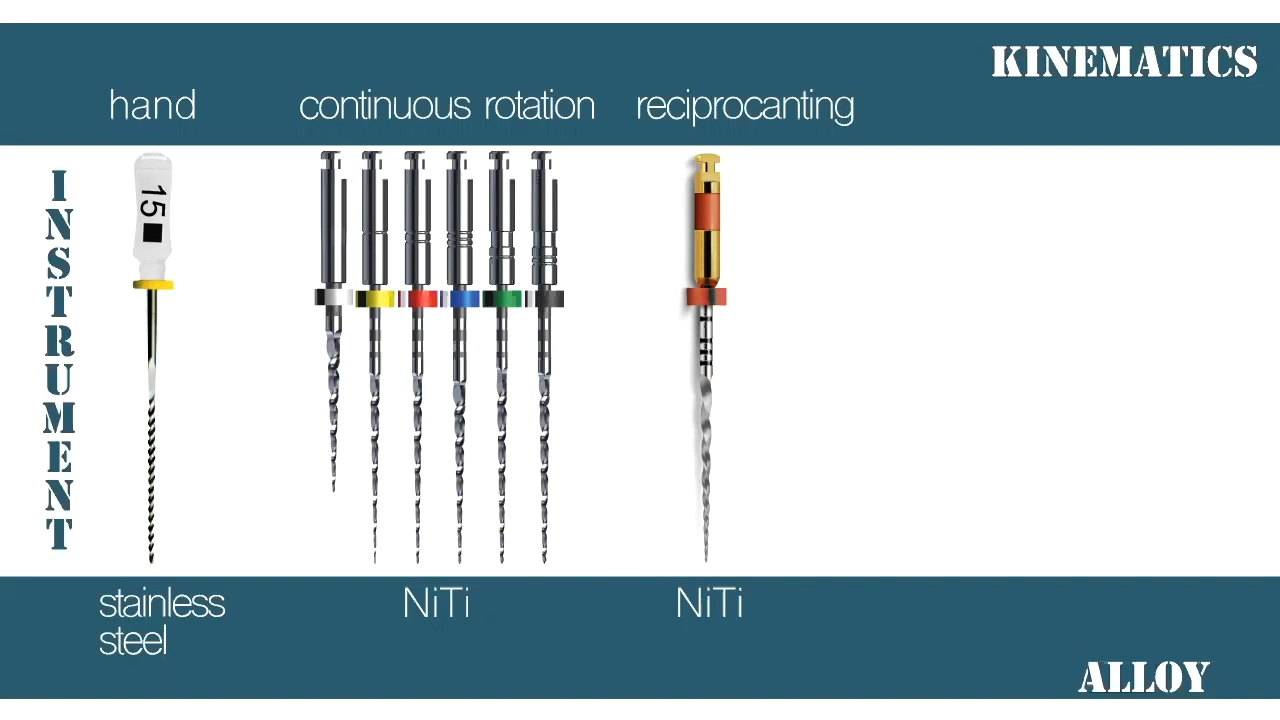 KINEMATICS
hand
continuous rotation
reciprocanting
INSTRUMENT
15
stainless
steel
NiTi
NiTi
ALLOY